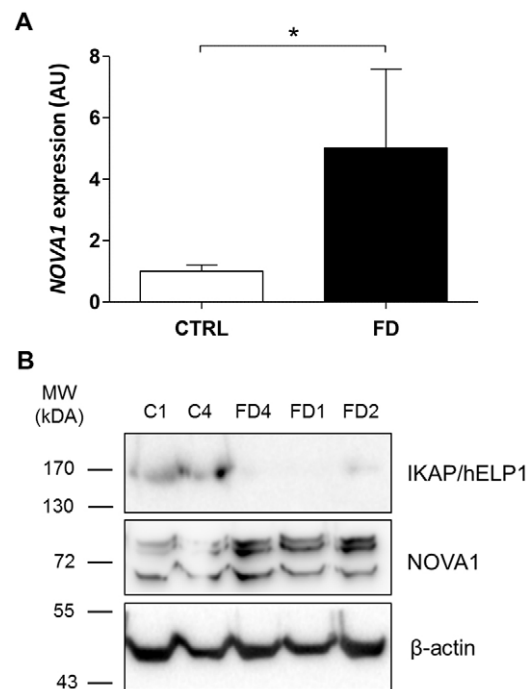 A
*
NOVA1 expression (AU)
8
6
4
2
0
CTRL FD
B
MW
(kDA)
C1 C4 FD4 FD1 FD2
170
IKAP/hELP1
130
72
NOVA1
55
β-actin
43